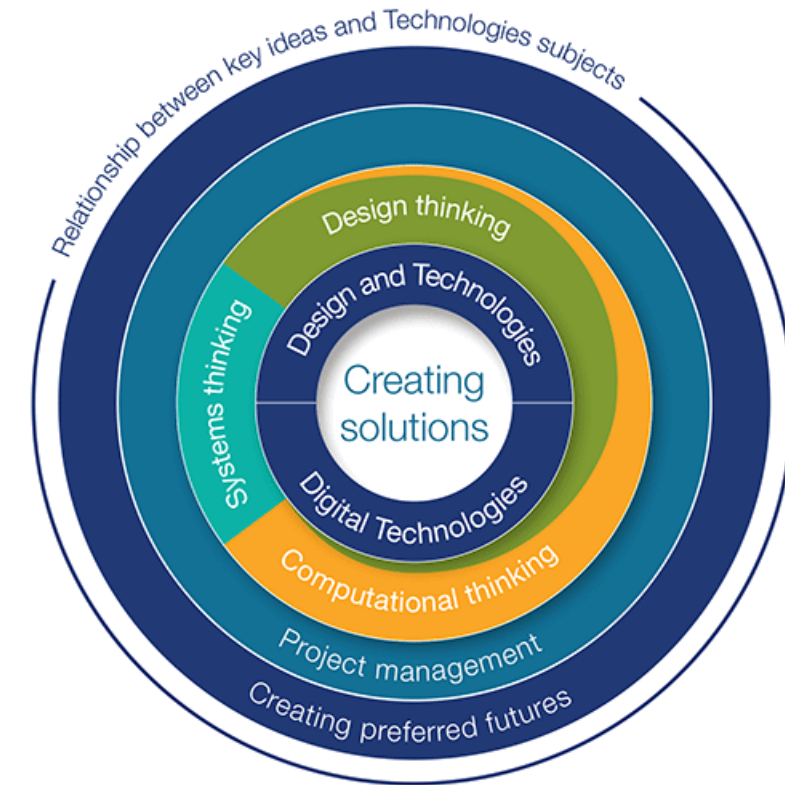 Relationship between key ideas and Technologies subjects
Design thinking
Design and Technologies
Systems thinking
Creating
solutions
Digital Technologies
Computational thinking
Project management
Creating preferred futures